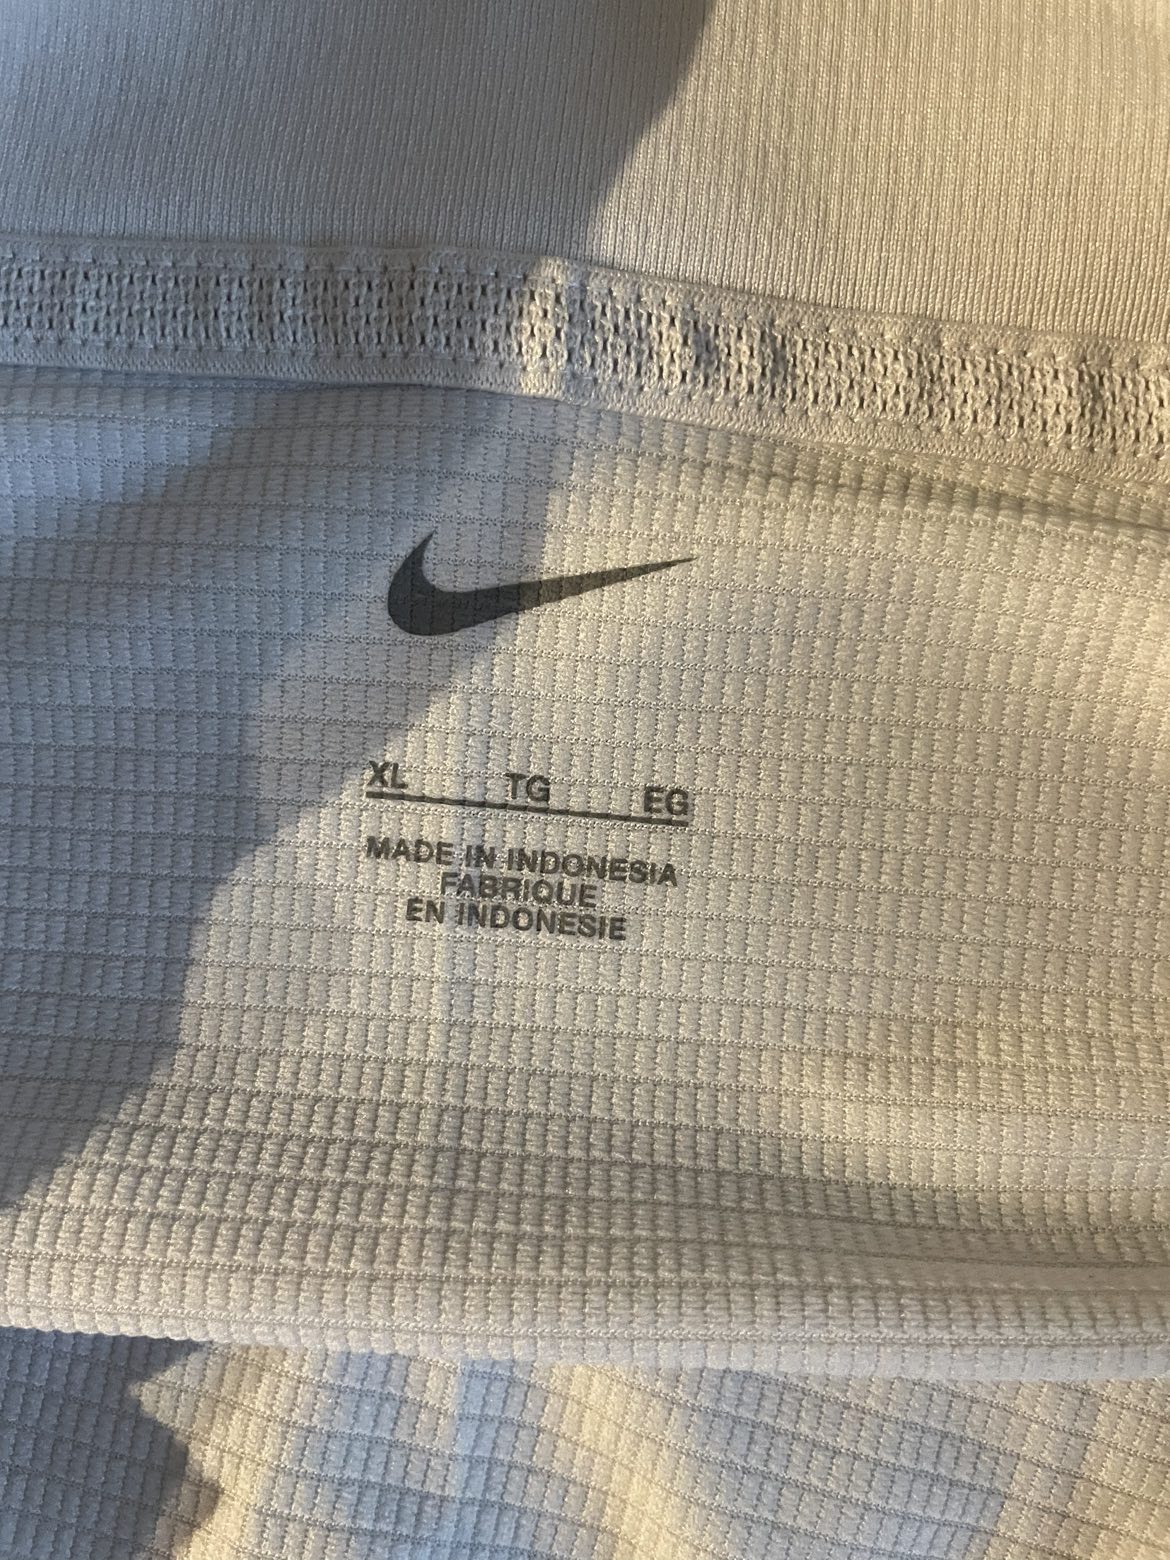 XL TG EG
MADE IN INDONESIA
FABRIQUE
EN INDONESIE